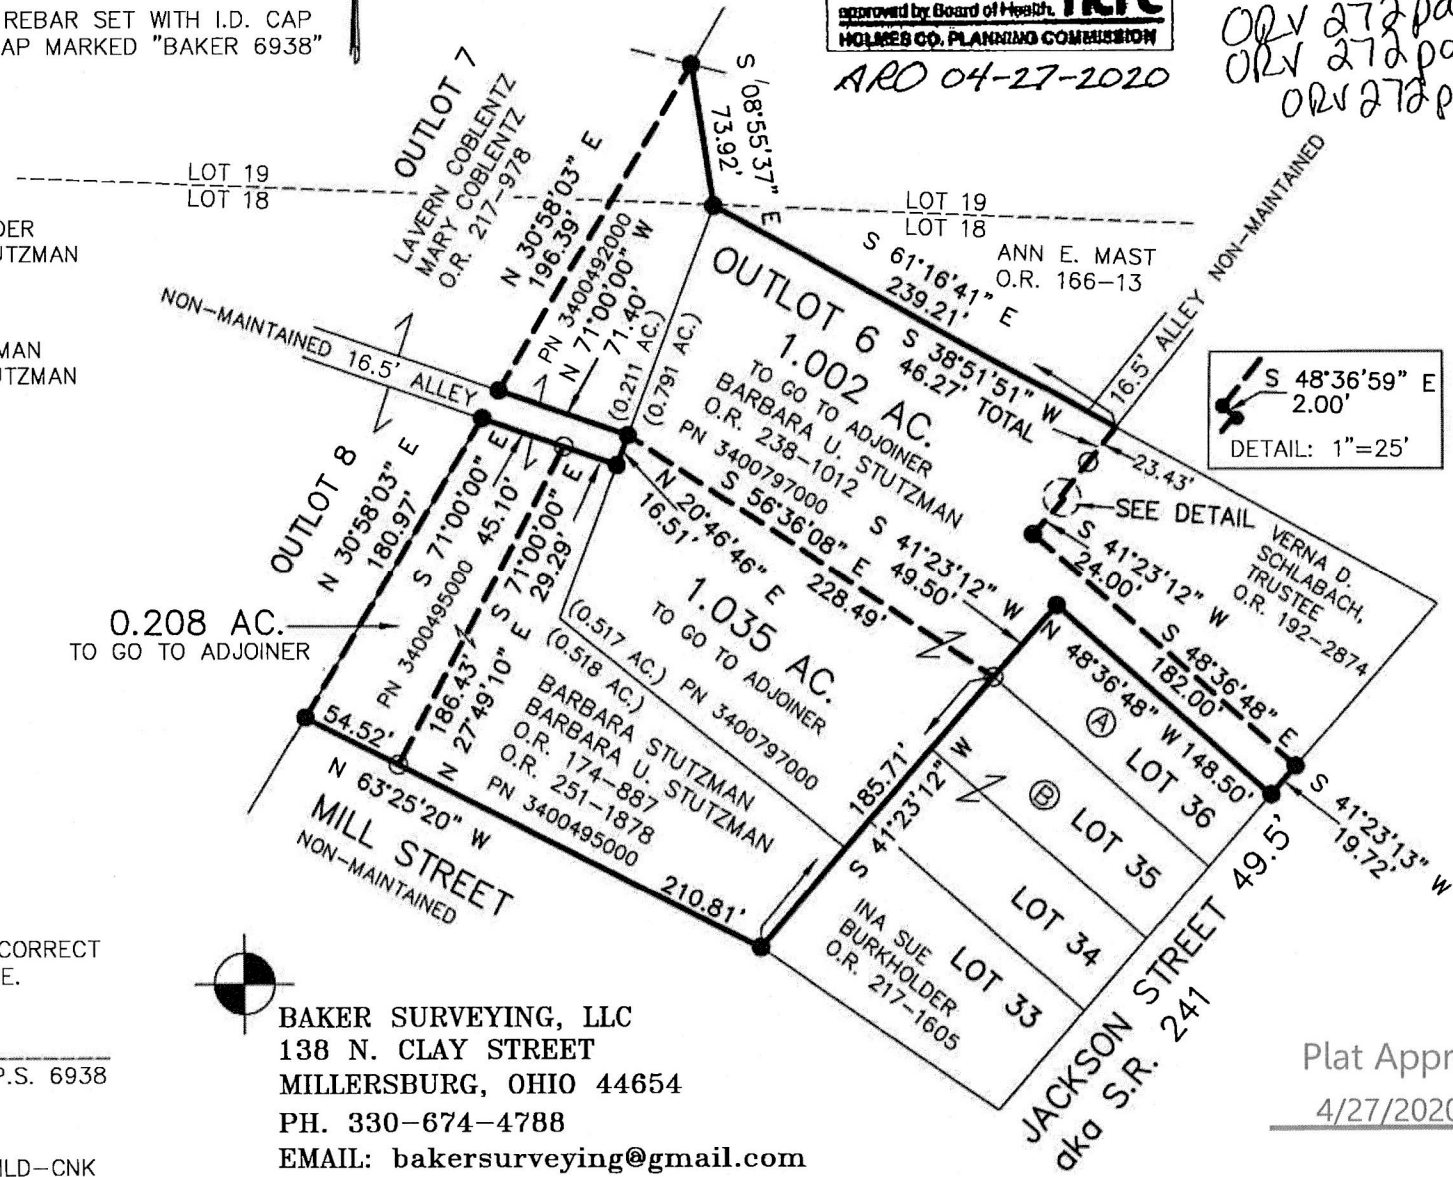 REBAR SET WITH I.D. CAP
AP MARKED "BAKER 6938"
approved by Board of Health.
HOLMES CO. PLANNING COMMISSION
ARO 04-27-2020
ORV 272
ORV 272
ORV 272
OUTLOT 7
LAVERN COBLENTZ
MARY COBLENTZ
O.R. 217-978
LOT 19
LOT 18
DER
UTZMAN
MAN
UTZMAN
N 30°58'03" E
196.39'
S 08°55'37" E
73.92'
PN 3400492000
N 71°00'00" W
71.40'
(0.211 AC.)
(0.791 AC.)
LOT 19
LOT 18
ANN E. MAST
O.R. 166-13
S 61°16'41" E
239.21'
16.5' ALLEY NON-MAINTAINED
OUTLOT 6
1.002 AC.
TO GO TO ADJOINER
BARBARA U. STUTZMAN
O.R. 238-1012
PN 3400797000
S 38°51'51" W
46.27' TOTAL
23.43'
S 48°36'59" E
2.00'
DETAIL: 1"=25'
SEE DETAIL
VERNA D.
SCHLABACH,
TRUSTEE
O.R. 192-2874
S 41°23'12" W
24.00'
S 48°36'48" E
182.00'
N 48°36'48" W 148.50'
S 41°23'13" W
19.72'
NON-MAINTAINED 16.5' ALLEY
OUTLOT 8
N 30°58'03" E
180.97'
S 71°00'00" E
45.10'
PN 3400495000
S 71°00'00" E
29.29'
N 20°46'46" E
16.51'
S 56°36'08" E
228.49'
S 41°23'12" W
49.50'
0.208 AC.
TO GO TO ADJOINER
1.035 AC.
TO GO TO ADJOINER
(0.517 AC.) PN 3400797000
(0.518 AC.)
186.43'
N 27°49'10" E
BARBARA STUTZMAN
BARBARA U. STUTZMAN
O.R. 174-887
O.R. 251-1878
PN 3400495000
54.52'
N 63°25'20" W
210.81'
MILL STREET
NON-MAINTAINED
185.71'
S 41°23'12" W
A LOT 36
B LOT 35
LOT 34
LOT 33
INA SUE
BURKHOLDER
O.R. 217-1605
JACKSON STREET 49.5'
aka S.R. 241
CORRECT
E.
P.S. 6938
ILD-CNK
BAKER SURVEYING, LLC
138 N. CLAY STREET
MILLERSBURG, OHIO 44654
PH. 330-674-4788
EMAIL: bakersurveying@gmail.com
Plat Appr
4/27/2020